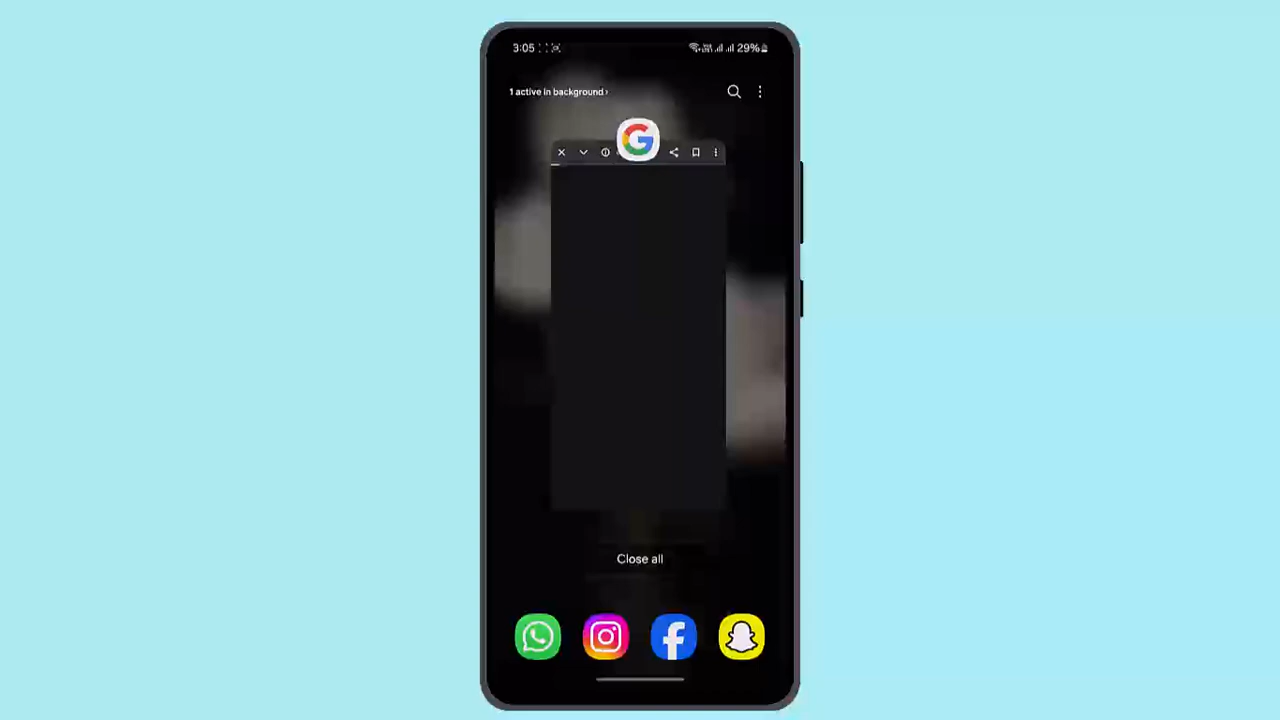 3:05 29%
1 active in background ›
Close all